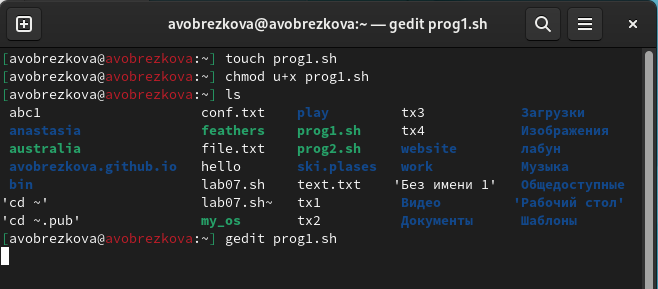 avobrezkova@avobrezkova:~ — gedit prog1.sh
[avobrezkova@avobrezkova:~] touch prog1.sh
[avobrezkova@avobrezkova:~] chmod u+x prog1.sh
[avobrezkova@avobrezkova:~] ls
abc1 conf.txt play tx3 Загрузки
anastasia feathers prog1.sh tx4 Изображения
australia file.txt prog2.sh website лабун
avobrezkova.github.io hello ski.plases work Музыка
bin lab07.sh text.txt 'Без имени 1' Общедоступные
'cd ~' lab07.sh~ tx1 Видео 'Рабочий стол'
'cd ~.pub' my_os tx2 Документы Шаблоны
[avobrezkova@avobrezkova:~] gedit prog1.sh